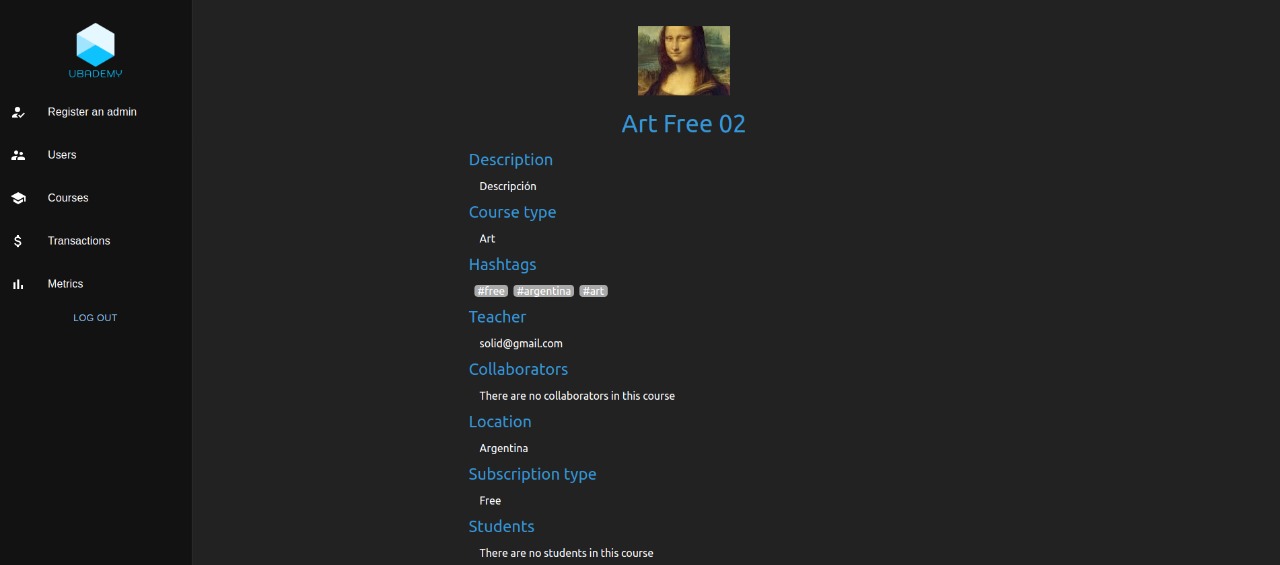 UBADEMY
Register an admin
Users
Courses
Transactions
Metrics
LOG OUT
Art Free 02
Description
Descripción
Course type
Art
Hashtags
#free #argentina #art
Teacher
solid@gmail.com
Collaborators
There are no collaborators in this course
Location
Argentina
Subscription type
Free
Students
There are no students in this course